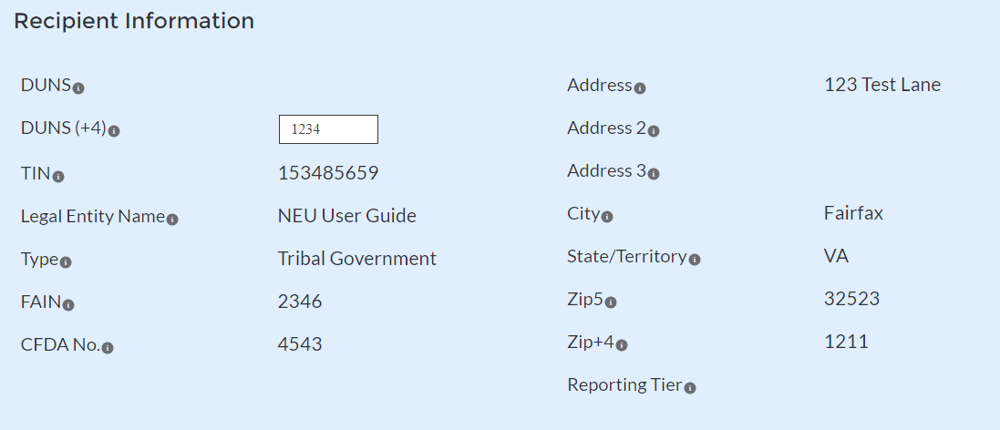 Recipient Information
DUNS
DUNS (+4) 1234
TIN 153485659
Legal Entity Name NEU User Guide
Type Tribal Government
FAIN 2346
CFDA No. 4543
Address 123 Test Lane
Address 2
Address 3
City Fairfax
State/Territory VA
Zip5 32523
Zip+4 1211
Reporting Tier